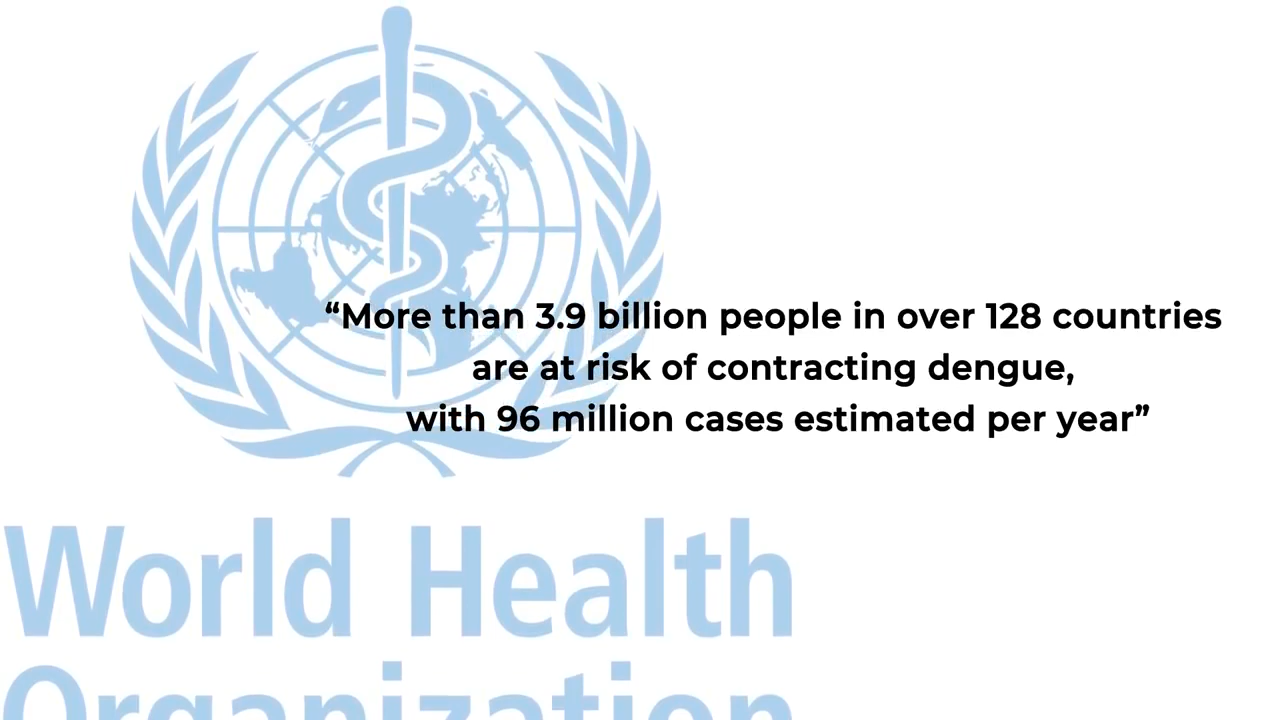 “More than 3.9 billion people in over 128 countries
are at risk of contracting dengue,
with 96 million cases estimated per year”
World Health
Organization